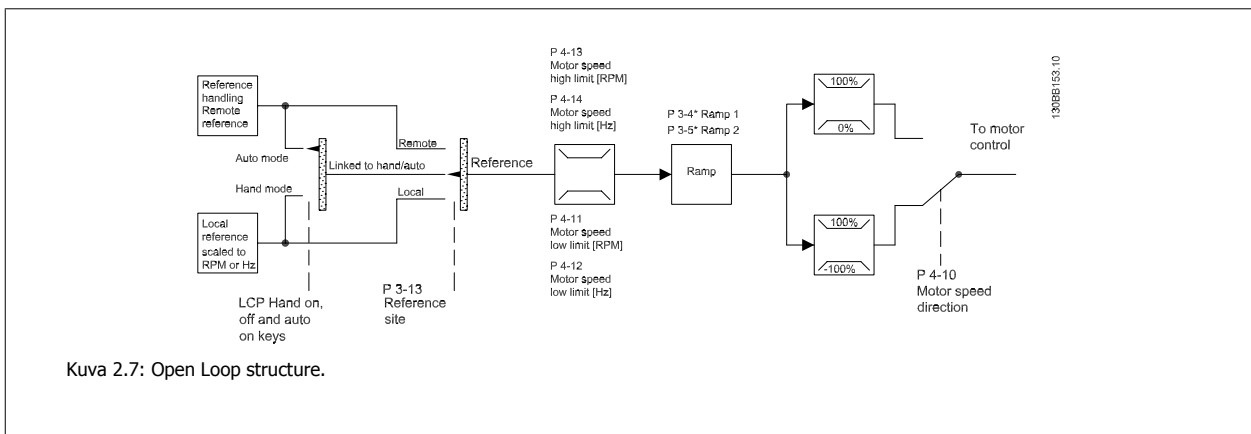 Reference
handling
Remote
reference
Auto mode
Hand mode
Local
reference
scaled to
RPM or Hz
LCP Hand on,
off and auto
on keys
Linked to hand/auto
Remote
Local
P 3-13
Reference
site
Reference
P 4-13
Motor speed
high limit [RPM]
P 4-14
Motor speed
high limit [Hz]
P 4-11
Motor speed
low limit [RPM]
P 4-12
Motor speed
low limit [Hz]
P 3-4* Ramp 1
P 3-5* Ramp 2
Ramp
100%
0%
100%
-100%
To motor
control
P 4-10
Motor speed
direction
130BB153.10
Kuva 2.7: Open Loop structure.